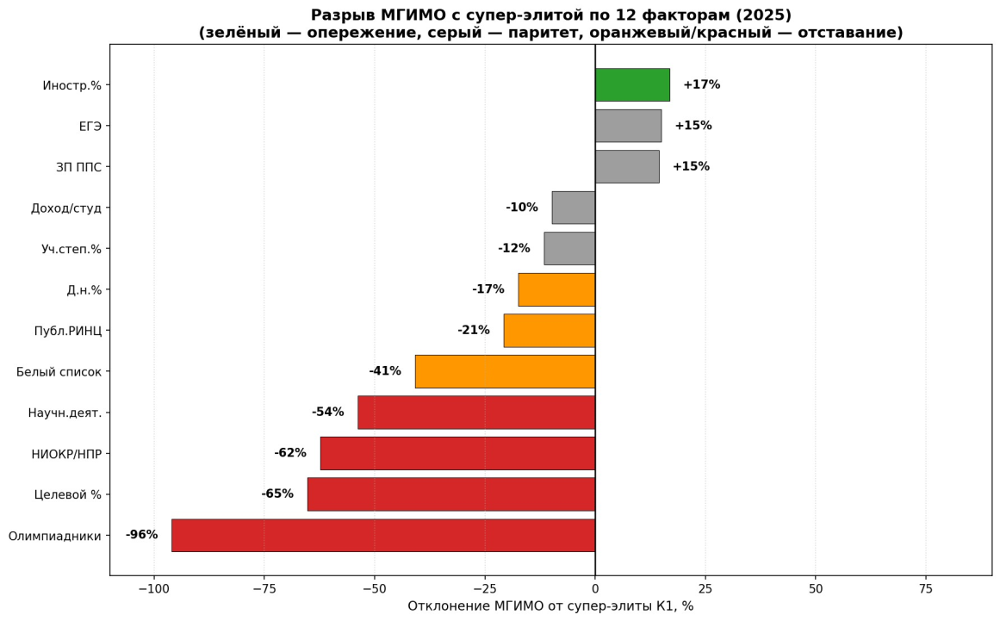 Разрыв МГИМО с супер-элитой по 12 факторам (2025)
(зелёный — опережение, серый — паритет, оранжевый/красный — отставание)
Иностр.% +17%
ЕГЭ +15%
ЗП ППС +15%
Доход/студ -10%
Уч.степ.% -12%
Д.н.% -17%
Публ.РИНЦ -21%
Белый список -41%
Научн.деят. -54%
НИОКР/НПР -62%
Целевой % -65%
Олимпиадники -96%
−100 −75 −50 −25 0 25 50 75
Отклонение МГИМО от супер-элиты К1, %